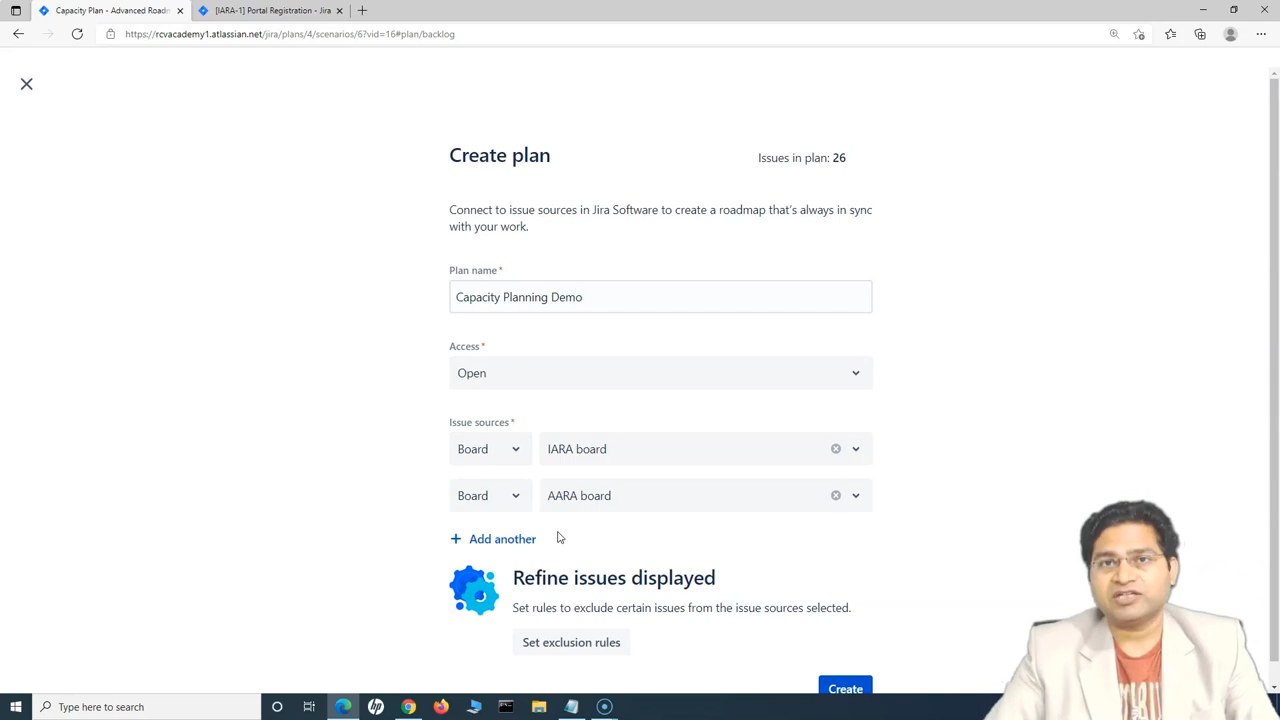 Capacity Plan - Advanced Roadm
[IARA-1] Portal Registration - Jira
https://rcvacademy1.atlassian.net/jira/plans/4/scenarios/6?vid=16#plan/backlog
Create plan
Issues in plan: 26
Connect to issue sources in Jira Software to create a roadmap that's always in sync
with your work.
Plan name*
Capacity Planning Demo
Access*
Open
Issue sources*
Board
IARA board
Board
AARA board
+ Add another
Refine issues displayed
Set rules to exclude certain issues from the issue sources selected.
Set exclusion rules
Create
Type here to search